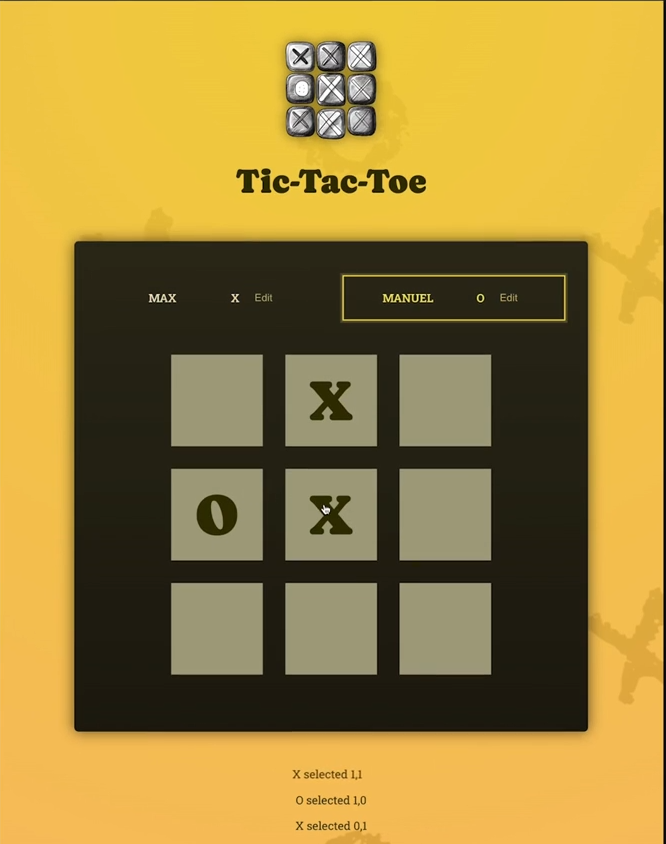 Tic-Tac-Toe
MAX X Edit MANUEL O Edit
X
O X
X selected 1,1
O selected 1,0
X selected 0,1